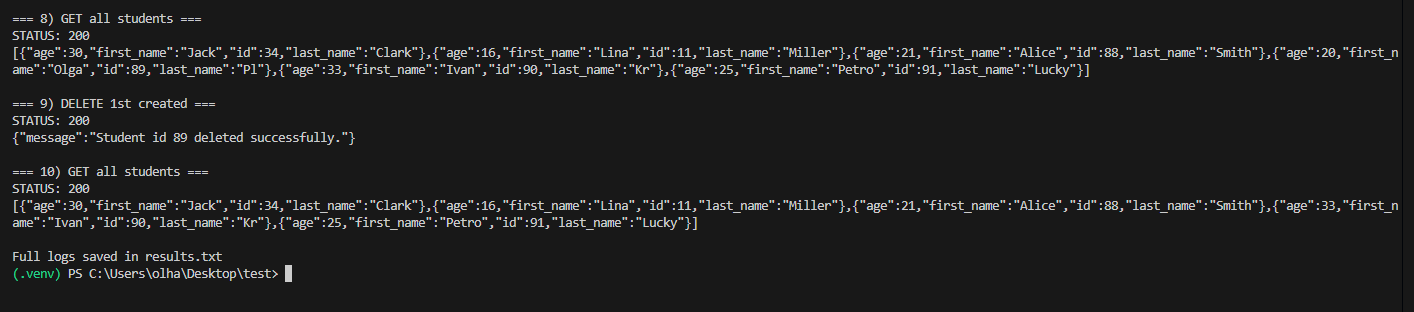 === 8) GET all students ===
STATUS: 200
[{"age":30,"first_name":"Jack","id":34,"last_name":"Clark"},{"age":16,"first_name":"Lina","id":11,"last_name":"Miller"},{"age":21,"first_name":"Alice","id":88,"last_name":"Smith"},{"age":20,"first_n
ame":"Olga","id":89,"last_name":"Pl"},{"age":33,"first_name":"Ivan","id":90,"last_name":"Kr"},{"age":25,"first_name":"Petro","id":91,"last_name":"Lucky"}]
=== 9) DELETE 1st created ===
STATUS: 200
{"message":"Student id 89 deleted successfully."}
=== 10) GET all students ===
STATUS: 200
[{"age":30,"first_name":"Jack","id":34,"last_name":"Clark"},{"age":16,"first_name":"Lina","id":11,"last_name":"Miller"},{"age":21,"first_name":"Alice","id":88,"last_name":"Smith"},{"age":33,"first_n
ame":"Ivan","id":90,"last_name":"Kr"},{"age":25,"first_name":"Petro","id":91,"last_name":"Lucky"}]
Full logs saved in results.txt
(.venv) PS C:\Users\olha\Desktop\test>